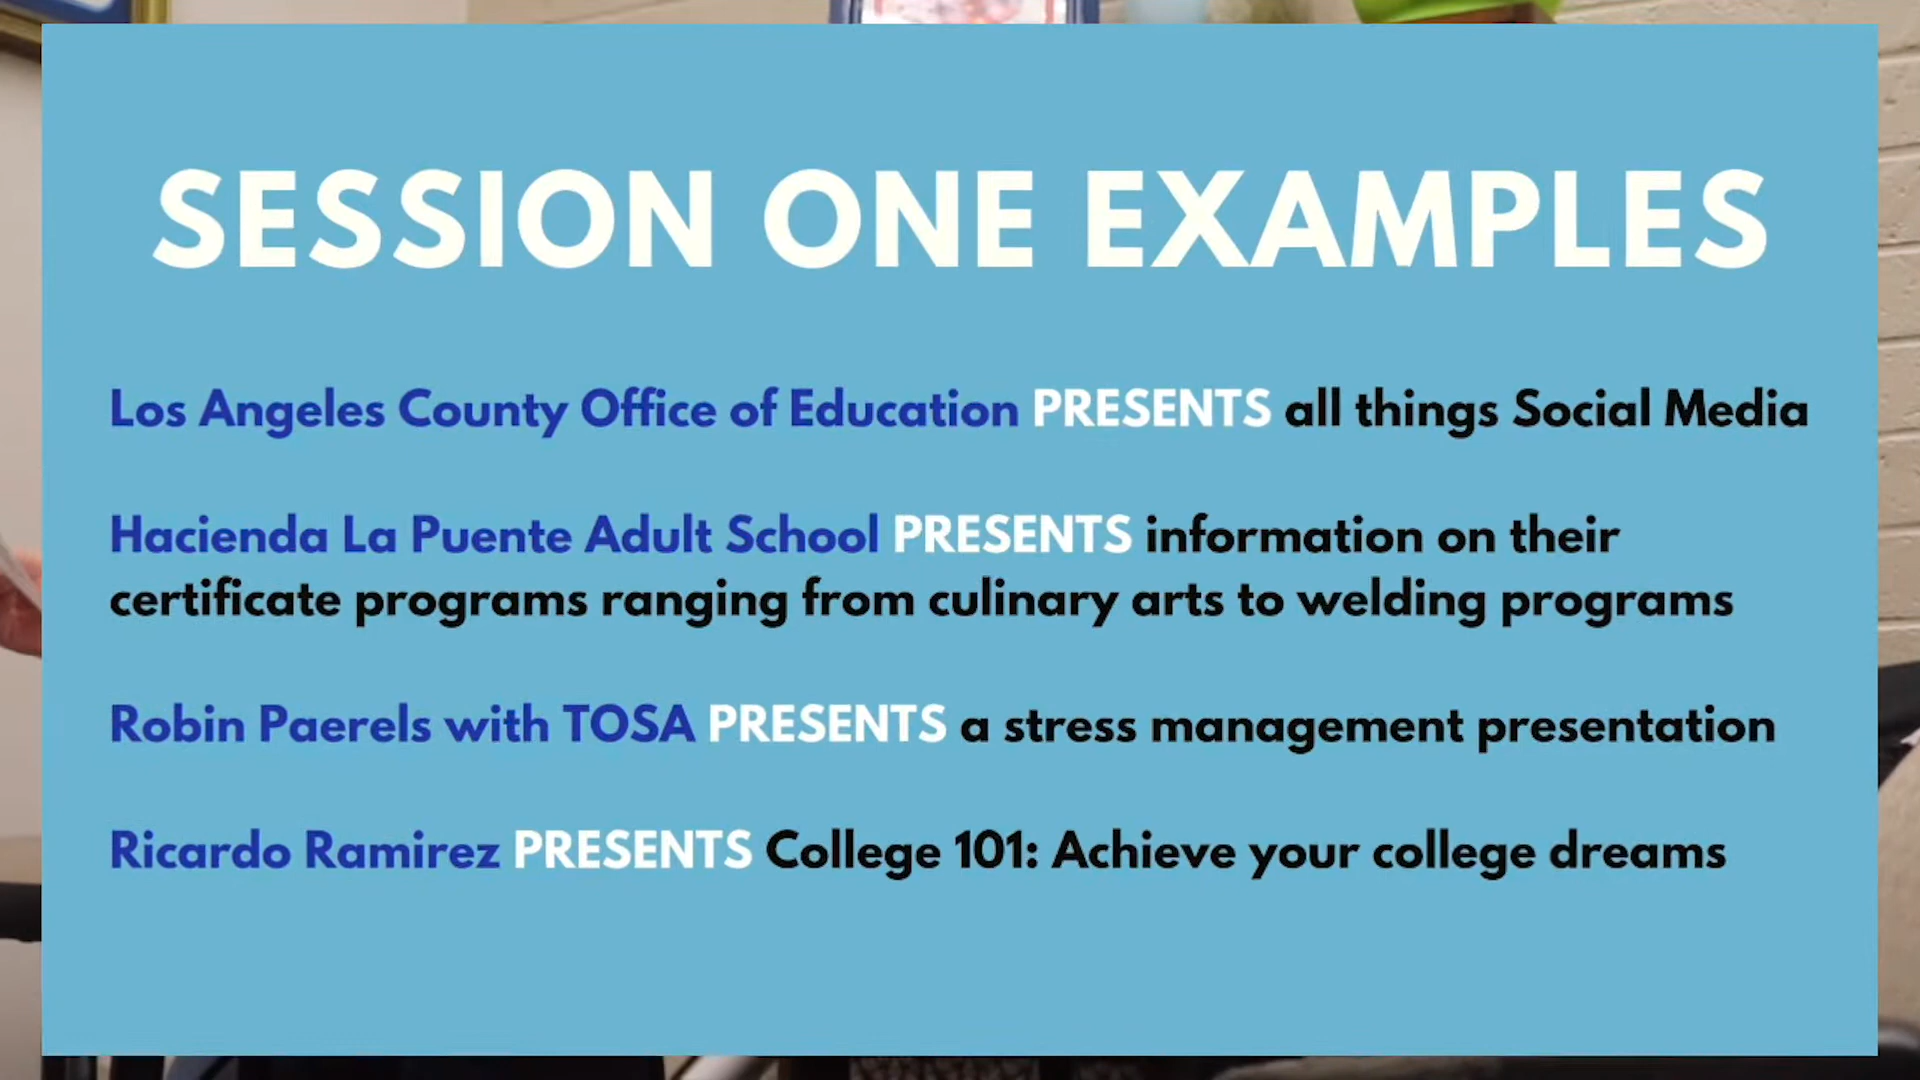 SESSION ONE EXAMPLES
Los Angeles County Office of Education PRESENTS all things Social Media
Hacienda La Puente Adult School PRESENTS information on their
certificate programs ranging from culinary arts to welding programs
Robin Paerels with TOSA PRESENTS a stress management presentation
Ricardo Ramirez PRESENTS College 101: Achieve your college dreams